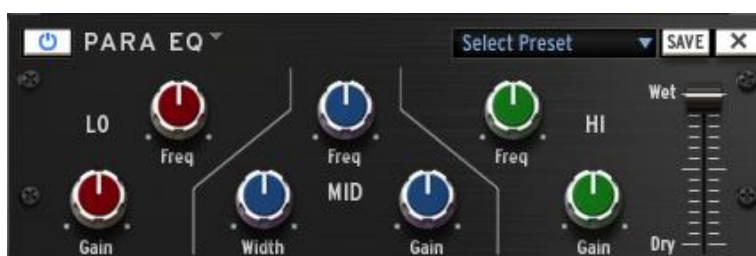 PARA EQ
Select Preset
SAVE
X
LO
Freq
Gain
Freq
MID
Width
Gain
Freq
HI
Gain
Wet
Dry